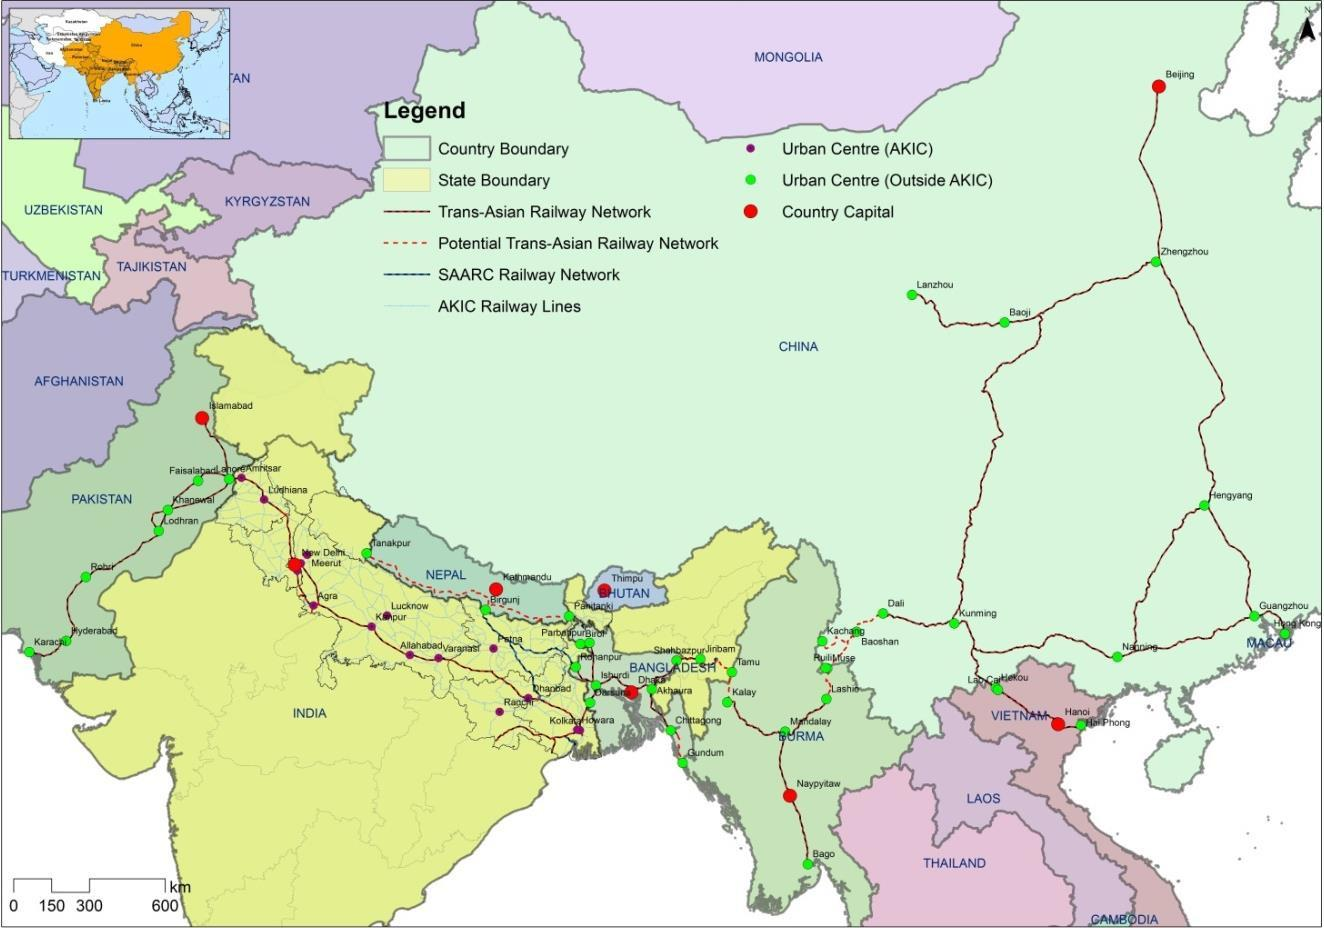 Kazakhstan
China
TAN
MONGOLIA
Beijing
Legend
Country Boundary
State Boundary
Trans-Asian Railway Network
Potential Trans-Asian Railway Network
SAARC Railway Network
AKIC Railway Lines
Urban Centre (AKIC)
Urban Centre (Outside AKIC)
Country Capital
N
UZBEKISTAN
KYRGYZSTAN
TURKMENISTAN
TAJIKISTAN
AFGHANISTAN
Zhengzhou
Lanzhou
Baoji
CHINA
Islamabad
Faisalabad
Lahore
Amritsar
Ludhiana
PAKISTAN
Khanewal
Lodhran
Hengyang
Tanakpur
New Delhi
Meerut
Rohri
NEPAL
Kathmandu
Thimpu
BHUTAN
Agra
Lucknow
Kanpur
Birgunj
Panitanki
Dali
Kunming
Guangzhou
Hong Kong
MACAU
Hyderabad
Karachi
Allahabad
Varanasi
Patna
Parbatipur
Birol
Rohanpur
Shahbazpur
Jiribam
BANGLADESH
Kachang
Baoshan
Ruili
Muse
Nanning
Tamu
Ishurdi
Dhaka
Akhaura
Darsana
Kalay
Lashio
Lao Cai
Hekou
Dhanbad
Ranchi
INDIA
Kolkata
Howara
Chittagong
Gundum
Mandalay
BURMA
VIETNAM
Hanoi
Hai Phong
Naypyitaw
LAOS
Bago
THAILAND
CAMBODIA
km
0 150 300 600